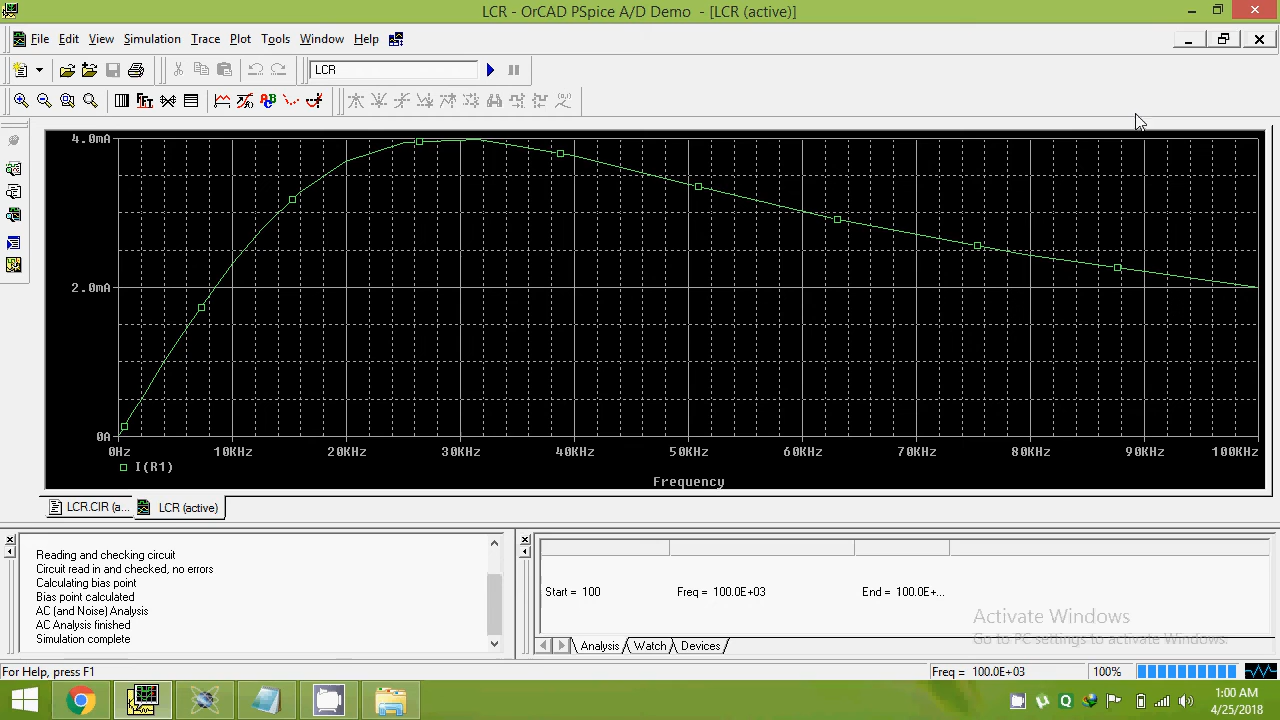 LCR - OrCAD PSpice A/D Demo - [LCR (active)]
File Edit View Simulation Trace Plot Tools Window Help
LCR
4.0mA
2.0mA
0A
0Hz 10KHz 20KHz 30KHz 40KHz 50KHz 60KHz 70KHz 80KHz 90KHz 100KHz
I(R1)
Frequency
LCR.CIR (a... LCR (active)
Reading and checking circuit
Circuit read in and checked, no errors
Calculating bias point
Bias point calculated
AC (and Noise) Analysis
AC Analysis finished
Simulation complete
Start = 100 Freq = 100.0E+03 End = 100.0E+...
Analysis Watch Devices
Activate Windows
Go to PC settings to activate Windows.
For Help, press F1 Freq = 100.0E+03 100%
1:00 AM
4/25/2018